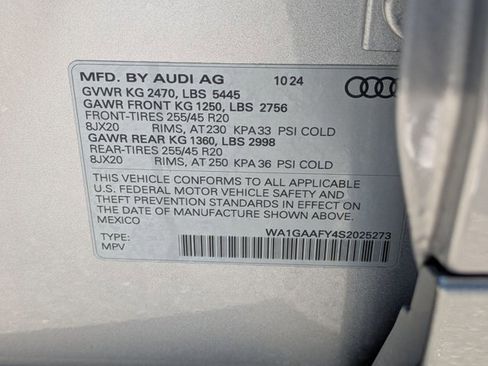 MFD. BY AUDI AG 10 24
GVWR KG 2470, LBS 5445
GAWR FRONT KG 1250, LBS 2756
FRONT-TIRES 255/45 R20
8JX20 RIMS, AT 230 KPA 33 PSI COLD
GAWR REAR KG 1360, LBS 2998
REAR-TIRES 255/45 R20
8JX20 RIMS, AT 250 KPA 36 PSI COLD
THIS VEHICLE CONFORMS TO ALL APPLICABLE
U.S. FEDERAL MOTOR VEHICLE SAFETY AND
THEFT PREVENTION STANDARDS IN EFFECT ON
THE DATE OF MANUFACTURE SHOWN ABOVE.
MEXICO
WA1GAAFY4S2025273
TYPE:
MPV